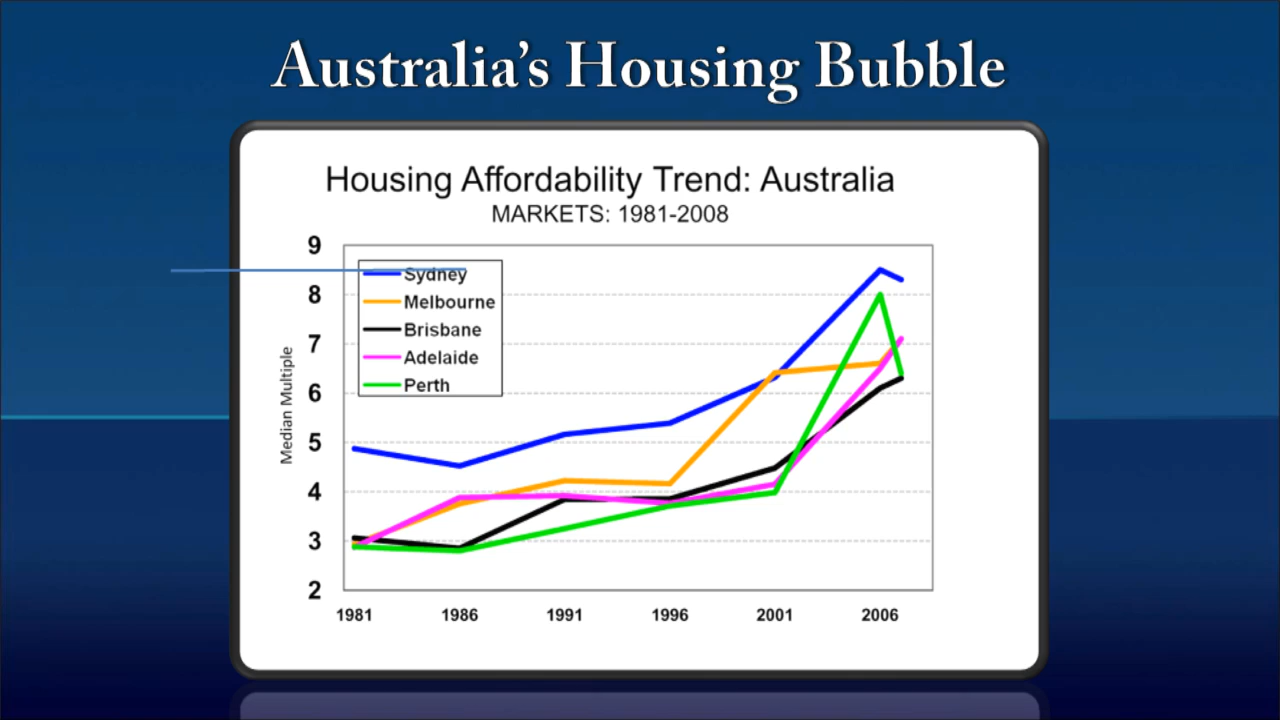 Australia’s Housing Bubble
Housing Affordability Trend: Australia
MARKETS: 1981-2008
Median Multiple
9
8
7
6
5
4
3
2
Sydney
Melbourne
Brisbane
Adelaide
Perth
1981 1986 1991 1996 2001 2006